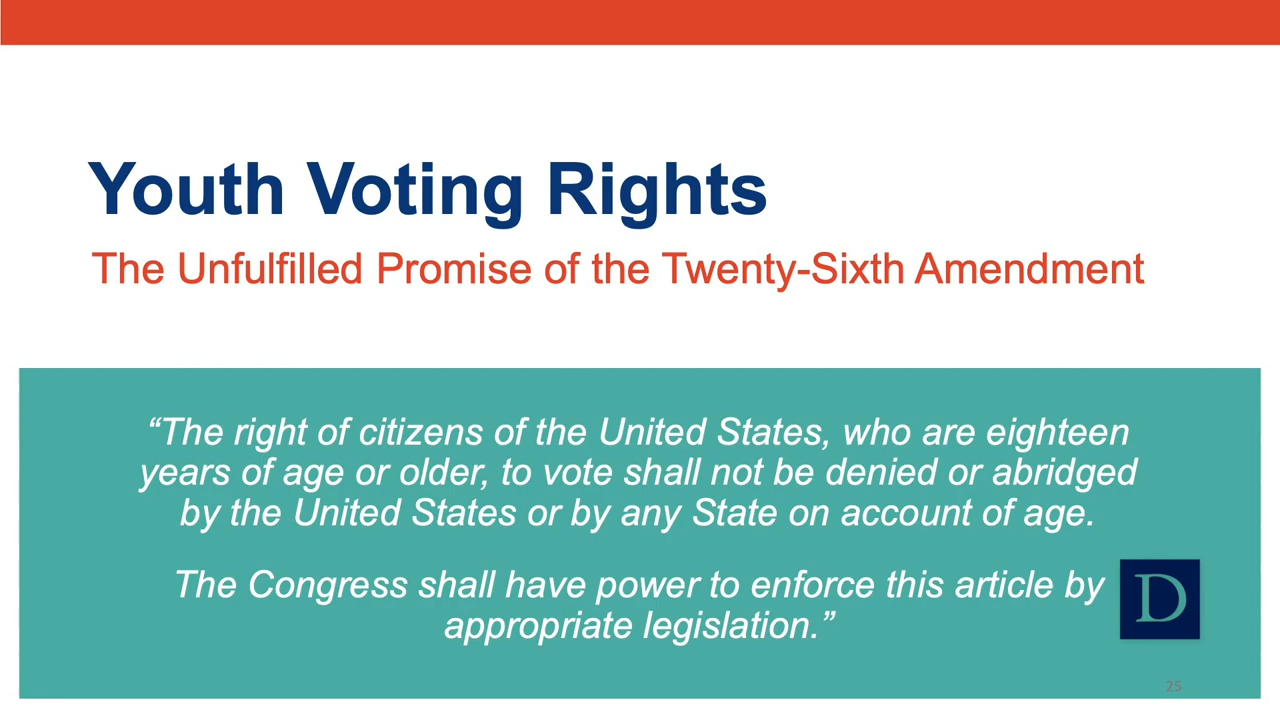 Youth Voting Rights
The Unfulfilled Promise of the Twenty-Sixth Amendment
“The right of citizens of the United States, who are eighteen
years of age or older, to vote shall not be denied or abridged
by the United States or by any State on account of age.
The Congress shall have power to enforce this article by
appropriate legislation.”
D
25